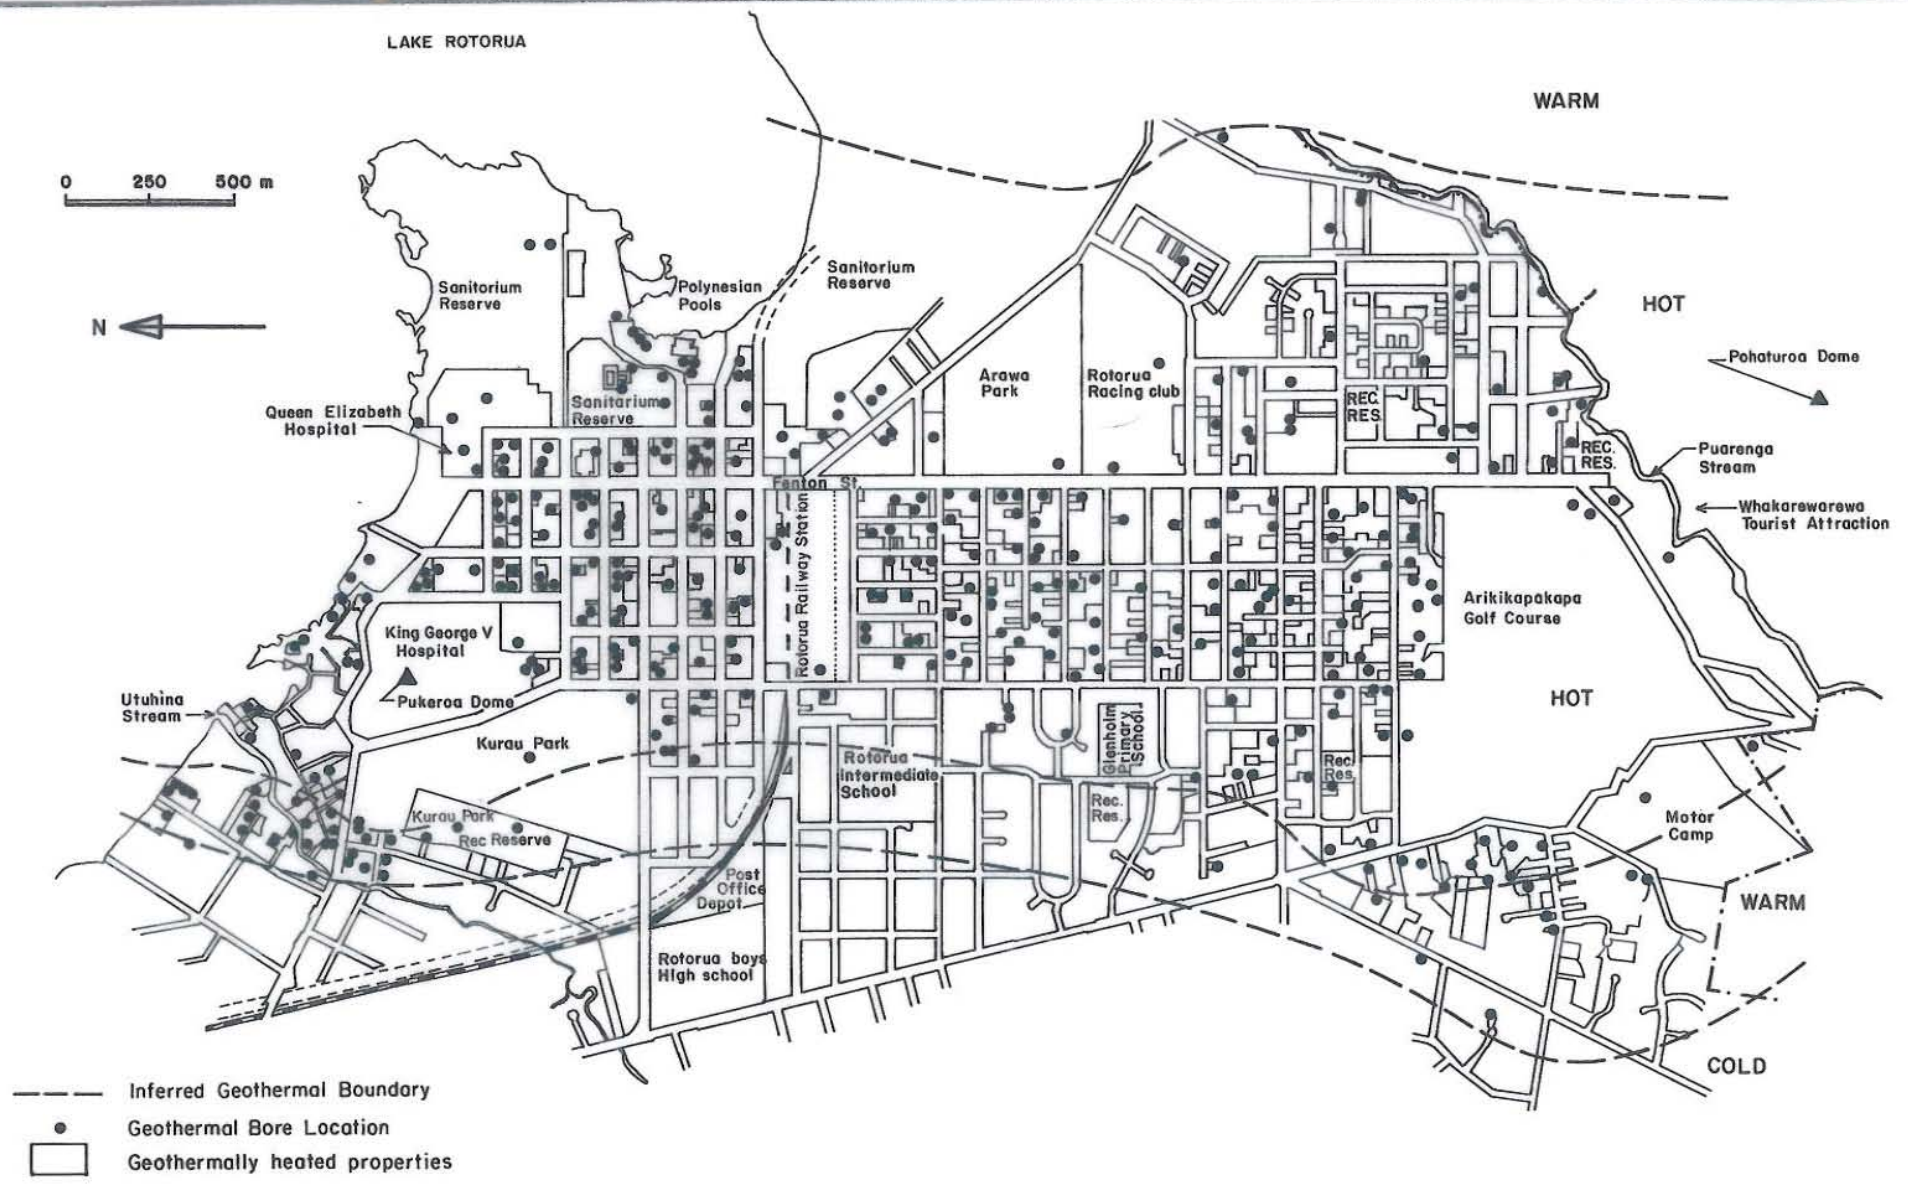 LAKE ROTORUA
WARM
0 250 500 m
Sanitorium
Reserve
Polynesian
Pools
Sanitorium
Reserve
N
HOT
Pohaturoa Dome
Arawa
Park
Rotorua
Racing club
REC.
RES.
Queen Elizabeth
Hospital
Sanitarium
Reserve
REC.
RES.
Puarenga
Stream
Fenton St.
Rotorua Railway Station
Whakarewarewa
Tourist Attraction
Arikikapakapa
Golf Course
King George V
Hospital
Pukeroa Dome
Utuhina
Stream
HOT
Kurau Park
Glenholm
Primary
School
Rotorua
Intermediate
School
Rec.
Res.
Rec.
Res.
Kurau Park
Rec Reserve
Motor
Camp
Post
Office
Depot
WARM
Rotorua boys
High school
COLD
Inferred Geothermal Boundary
Geothermal Bore Location
Geothermally heated properties